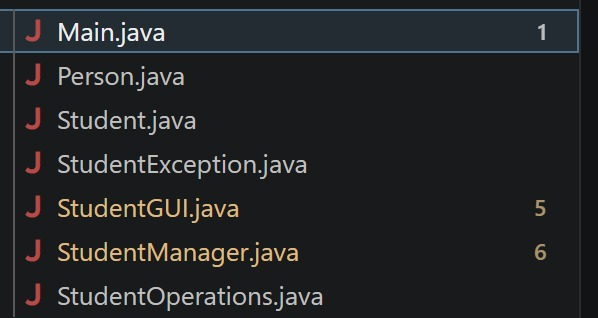 J Main.java 1
J Person.java
J Student.java
J StudentException.java
J StudentGUI.java 5
J StudentManager.java 6
J StudentOperations.java